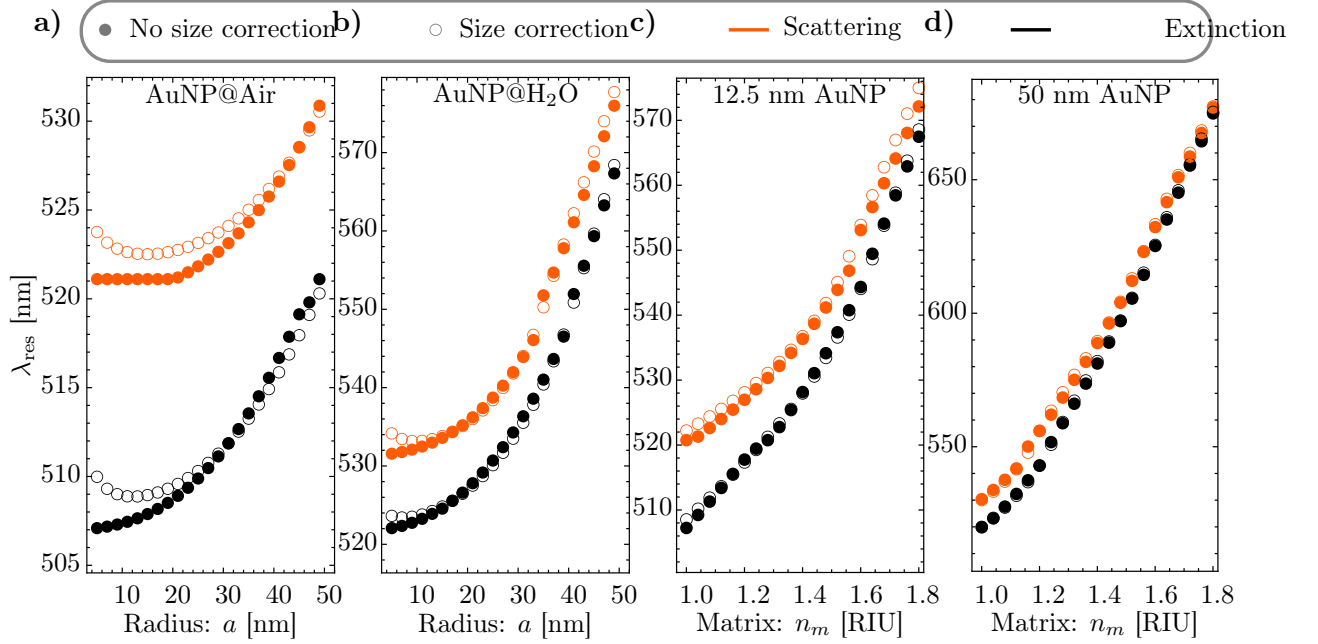 a) No size correction b) Size correction c) Scattering d) Extinction
AuNP@Air
AuNP@H₂O
12.5 nm AuNP
50 nm AuNP
λres [nm]
530
525
520
515
510
505
10 20 30 40 50
Radius: a [nm]
570
560
550
540
530
520
10 20 30 40 50
Radius: a [nm]
570
560
550
540
530
520
510
1.0 1.2 1.4 1.6 1.8
Matrix: nm [RIU]
650
600
550
1.0 1.2 1.4 1.6 1.8
Matrix: nm [RIU]